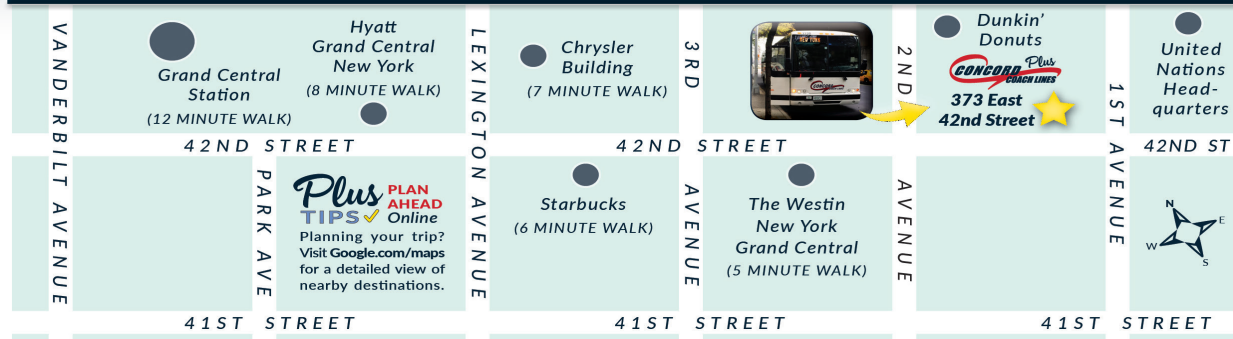 VANDERBILT AVENUE
Grand Central
Station
(12 MINUTE WALK)
Hyatt
Grand Central
New York
(8 MINUTE WALK)
LEXINGTON AVENUE
Chrysler
Building
(7 MINUTE WALK)
3RD
AVENUE
NEW YORK
CONCORD
2ND
AVENUE
Dunkin'
Donuts
CONCORD Plus
COACH LINES
373 East
42nd Street
1ST AVENUE
United
Nations
Head-
quarters
42ND STREET
42ND STREET
42ND ST
PARK AVE
Plus
TIPS
PLAN
AHEAD
Online
Planning your trip?
Visit Google.com/maps
for a detailed view of
nearby destinations.
Starbucks
(6 MINUTE WALK)
The Westin
New York
Grand Central
(5 MINUTE WALK)
N
E
W
S
41ST STREET
41ST STREET
41ST STREET